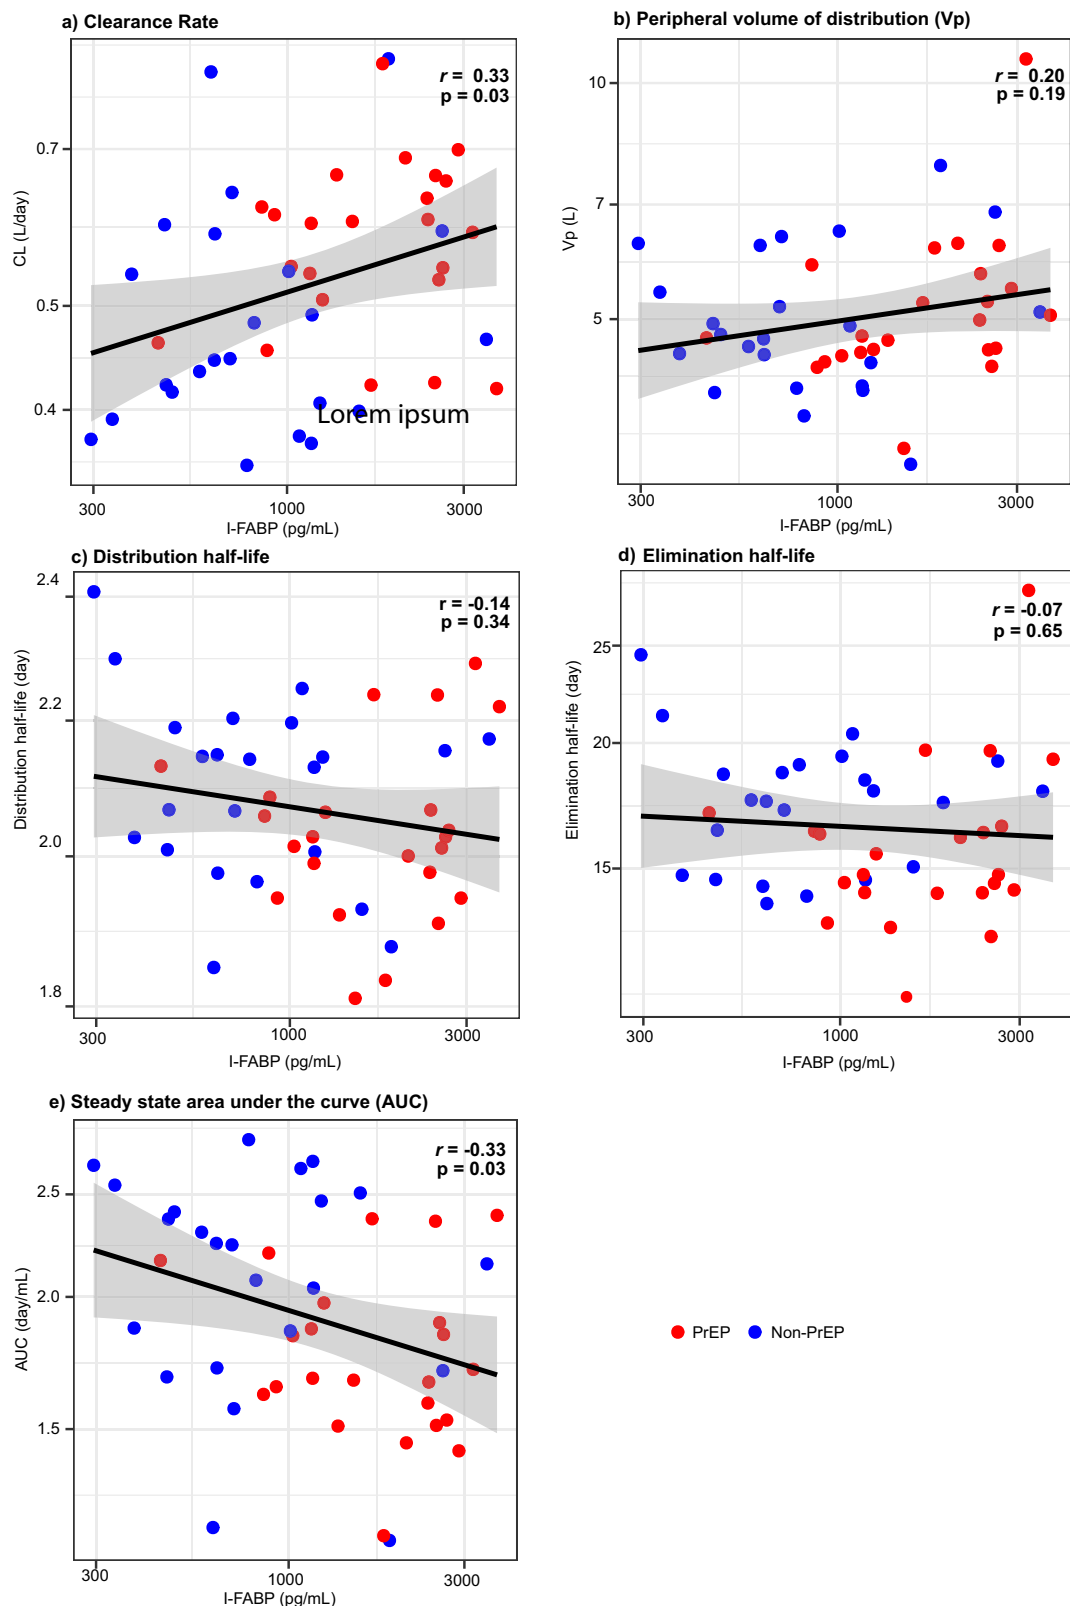 a) Clearance Rate
r = 0.33
p = 0.03
CL (L/day)
0.7
0.5
0.4
Lorem ipsum
300
1000
3000
I-FABP (pg/mL)
b) Peripheral volume of distribution (Vp)
r = 0.20
p = 0.19
Vp (L)
10
7
5
300
1000
3000
I-FABP (pg/mL)
c) Distribution half-life
r = -0.14
p = 0.34
Distribution half-life (day)
2.4
2.2
2.0
1.8
300
1000
3000
I-FABP (pg/mL)
d) Elimination half-life
r = -0.07
p = 0.65
Elimination half-life (day)
25
20
15
300
1000
3000
I-FABP (pg/mL)
e) Steady state area under the curve (AUC)
r = -0.33
p = 0.03
AUC (day/mL)
2.5
2.0
1.5
300
1000
3000
I-FABP (pg/mL)
PrEP
Non-PrEP